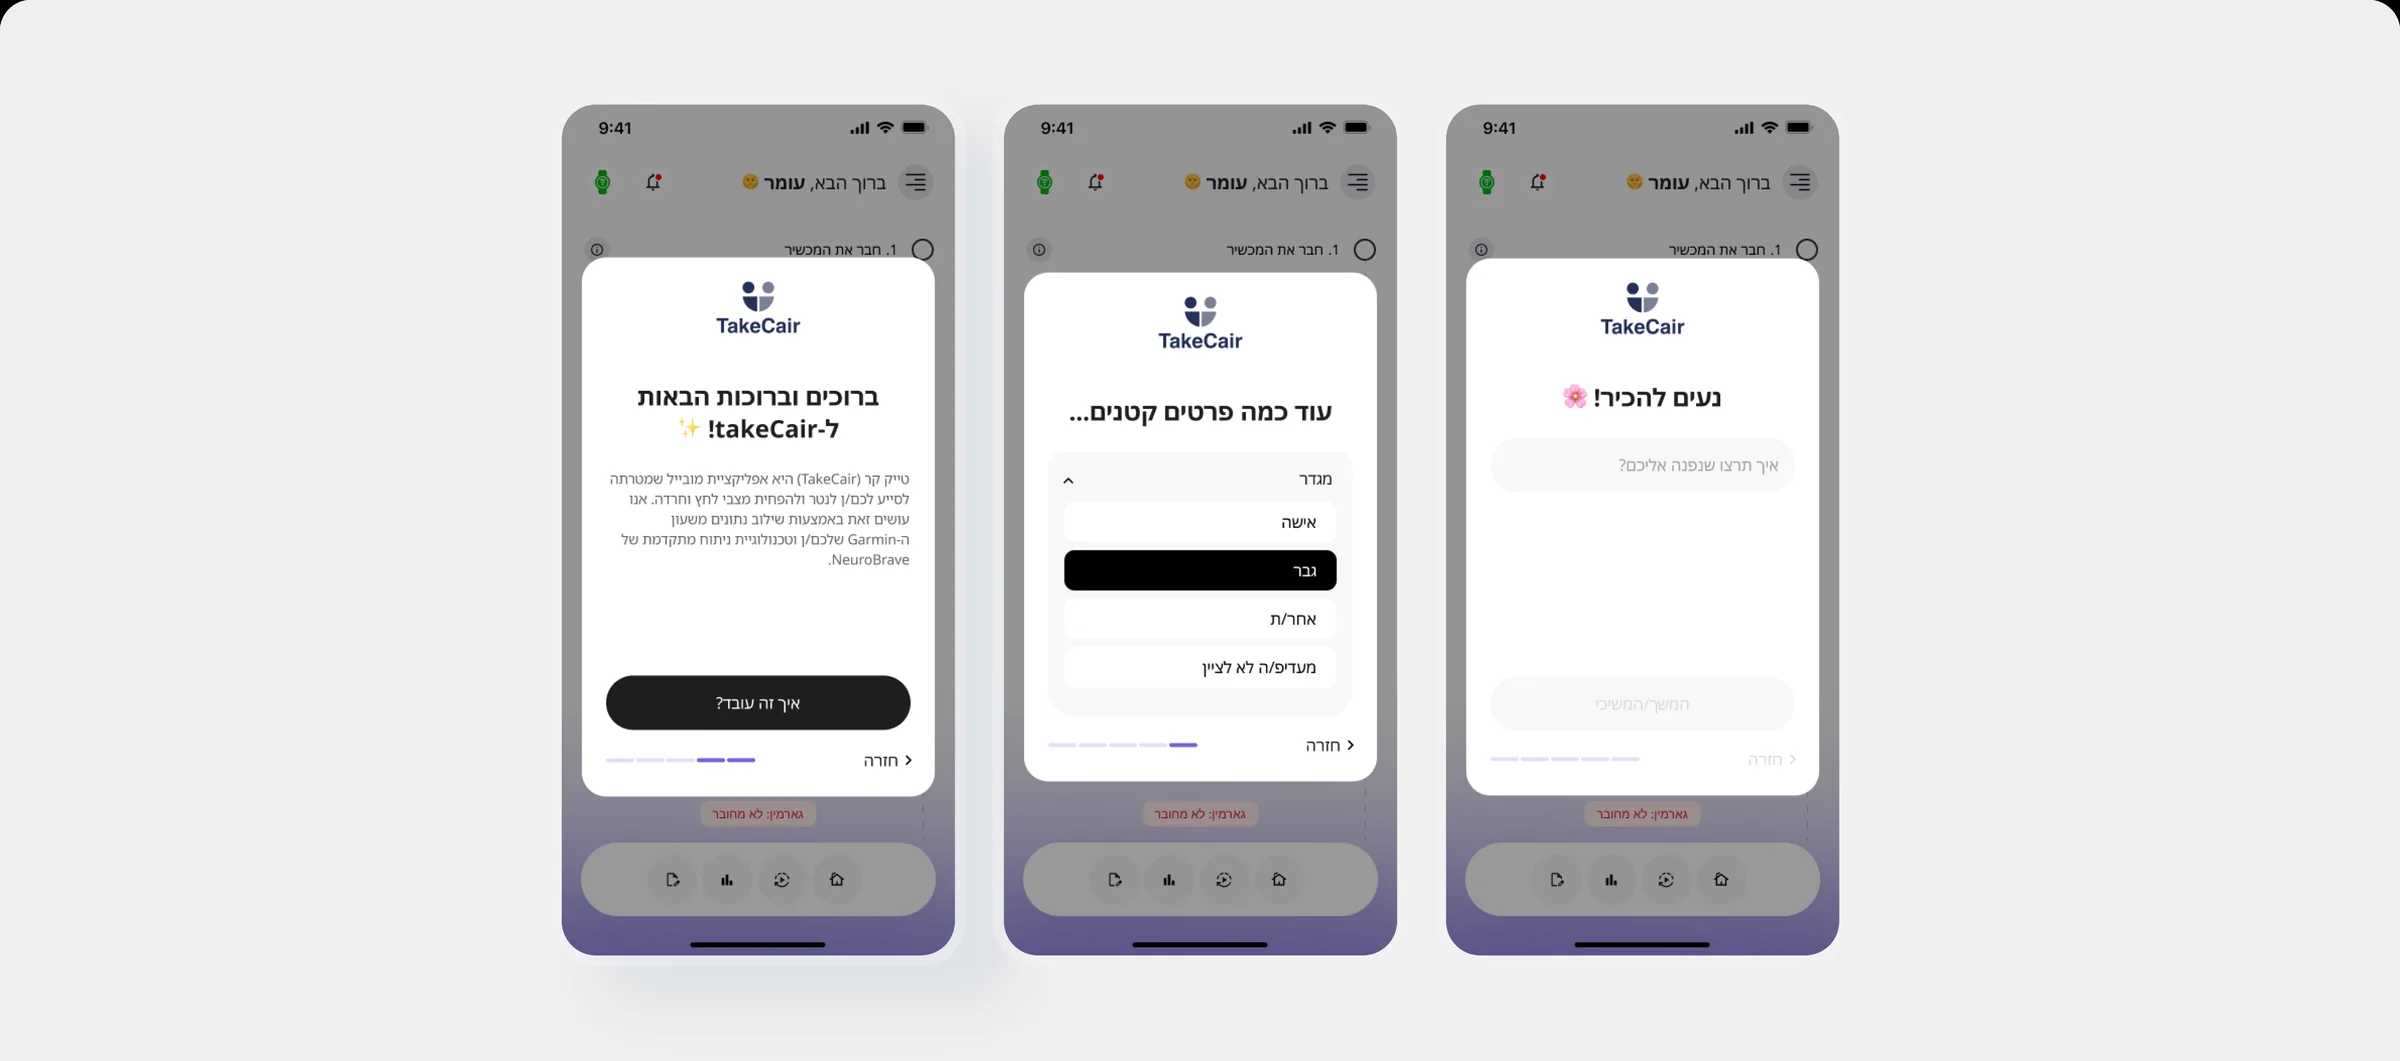 9:41
ברוך הבא, עומר
1. חבר את המכשיר
TakeCair
נעים להכיר! 🌸
איך תרצו שנפנה אליכם?
המשך/המשיכי
חזרה
גארמין: לא מחובר
9:41
ברוך הבא, עומר
1. חבר את המכשיר
TakeCair
עוד כמה פרטים קטנים...
מגדר
אישה
גבר
אחר/ת
מעדיפ/ה לא לציין
חזרה
גארמין: לא מחובר
9:41
ברוך הבא, עומר
1. חבר את המכשיר
TakeCair
ברוכים וברוכות הבאות
ל-takeCair! ✨
טייק קר (TakeCair) היא אפליקציית מובייל שמטרתה
לסייע לכם/ן לנטר ולהפחית מצבי לחץ וחרדה. אנו
עושים זאת באמצעות שילוב נתונים משעון
ה-Garmin שלכם/ן וטכנולוגיית ניתוח מתקדמת של
NeuroBrave.
איך זה עובד?
חזרה
גארמין: לא מחובר